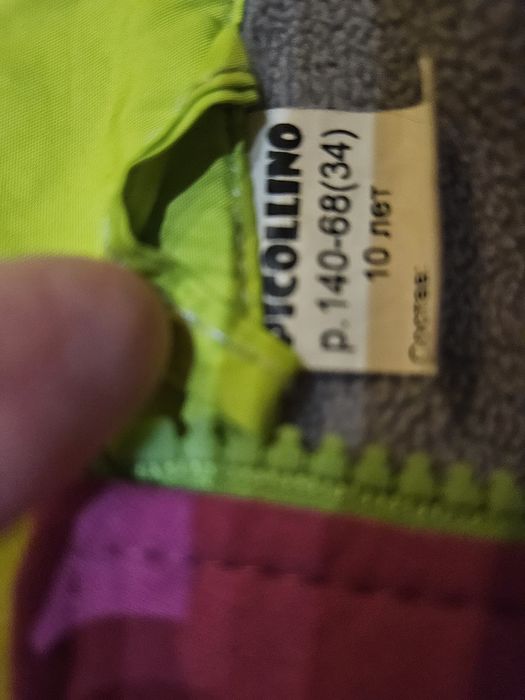 PICOLLINO
р.140-68(34)
10 лет
Состав: